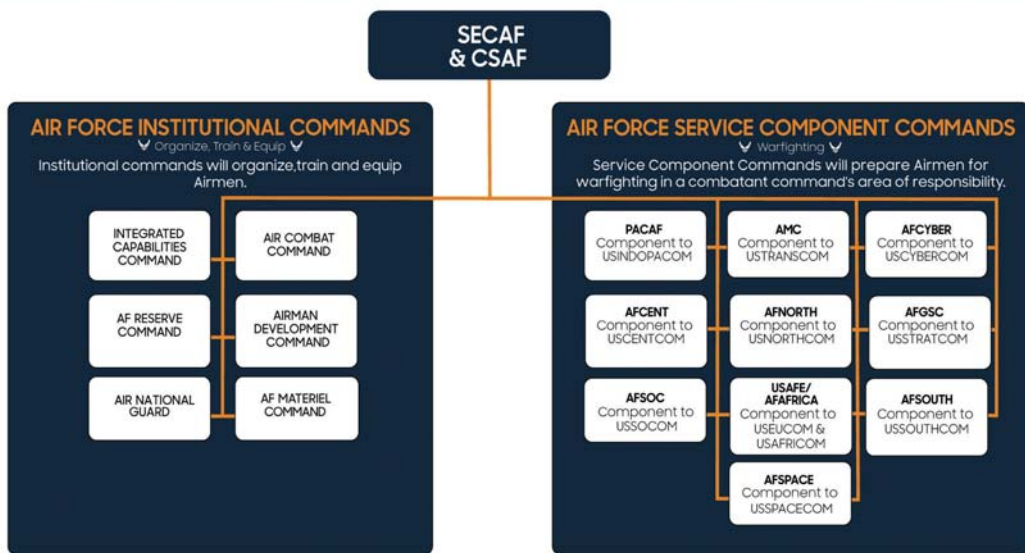 SECAF
& CSAF
AIR FORCE INSTITUTIONAL COMMANDS
Organize, Train & Equip
Institutional commands will organize,train and equip
Airmen.
INTEGRATED
CAPABILITIES
COMMAND
AIR COMBAT
COMMAND
AF RESERVE
COMMAND
AIRMAN
DEVELOPMENT
COMMAND
AIR NATIONAL
GUARD
AF MATERIEL
COMMAND
AIR FORCE SERVICE COMPONENT COMMANDS
Warfighting
Service Component Commands will prepare Airmen for
warfighting in a combatant command's area of responsibility.
PACAF
Component to
USINDOPACOM
AMC
Component to
USTRANSCOM
AFCYBER
Component to
USCYBERCOM
AFCENT
Component to
USCENTCOM
AFNORTH
Component to
USNORTHCOM
AFGSC
Component to
USSTRATCOM
AFSOC
Component to
USSOCOM
USAFE/
AFAFRICA
Component to
USEUCOM &
USAFRICOM
AFSOUTH
Component to
USSOUTHCOM
AFSPACE
Component to
USSPACECOM